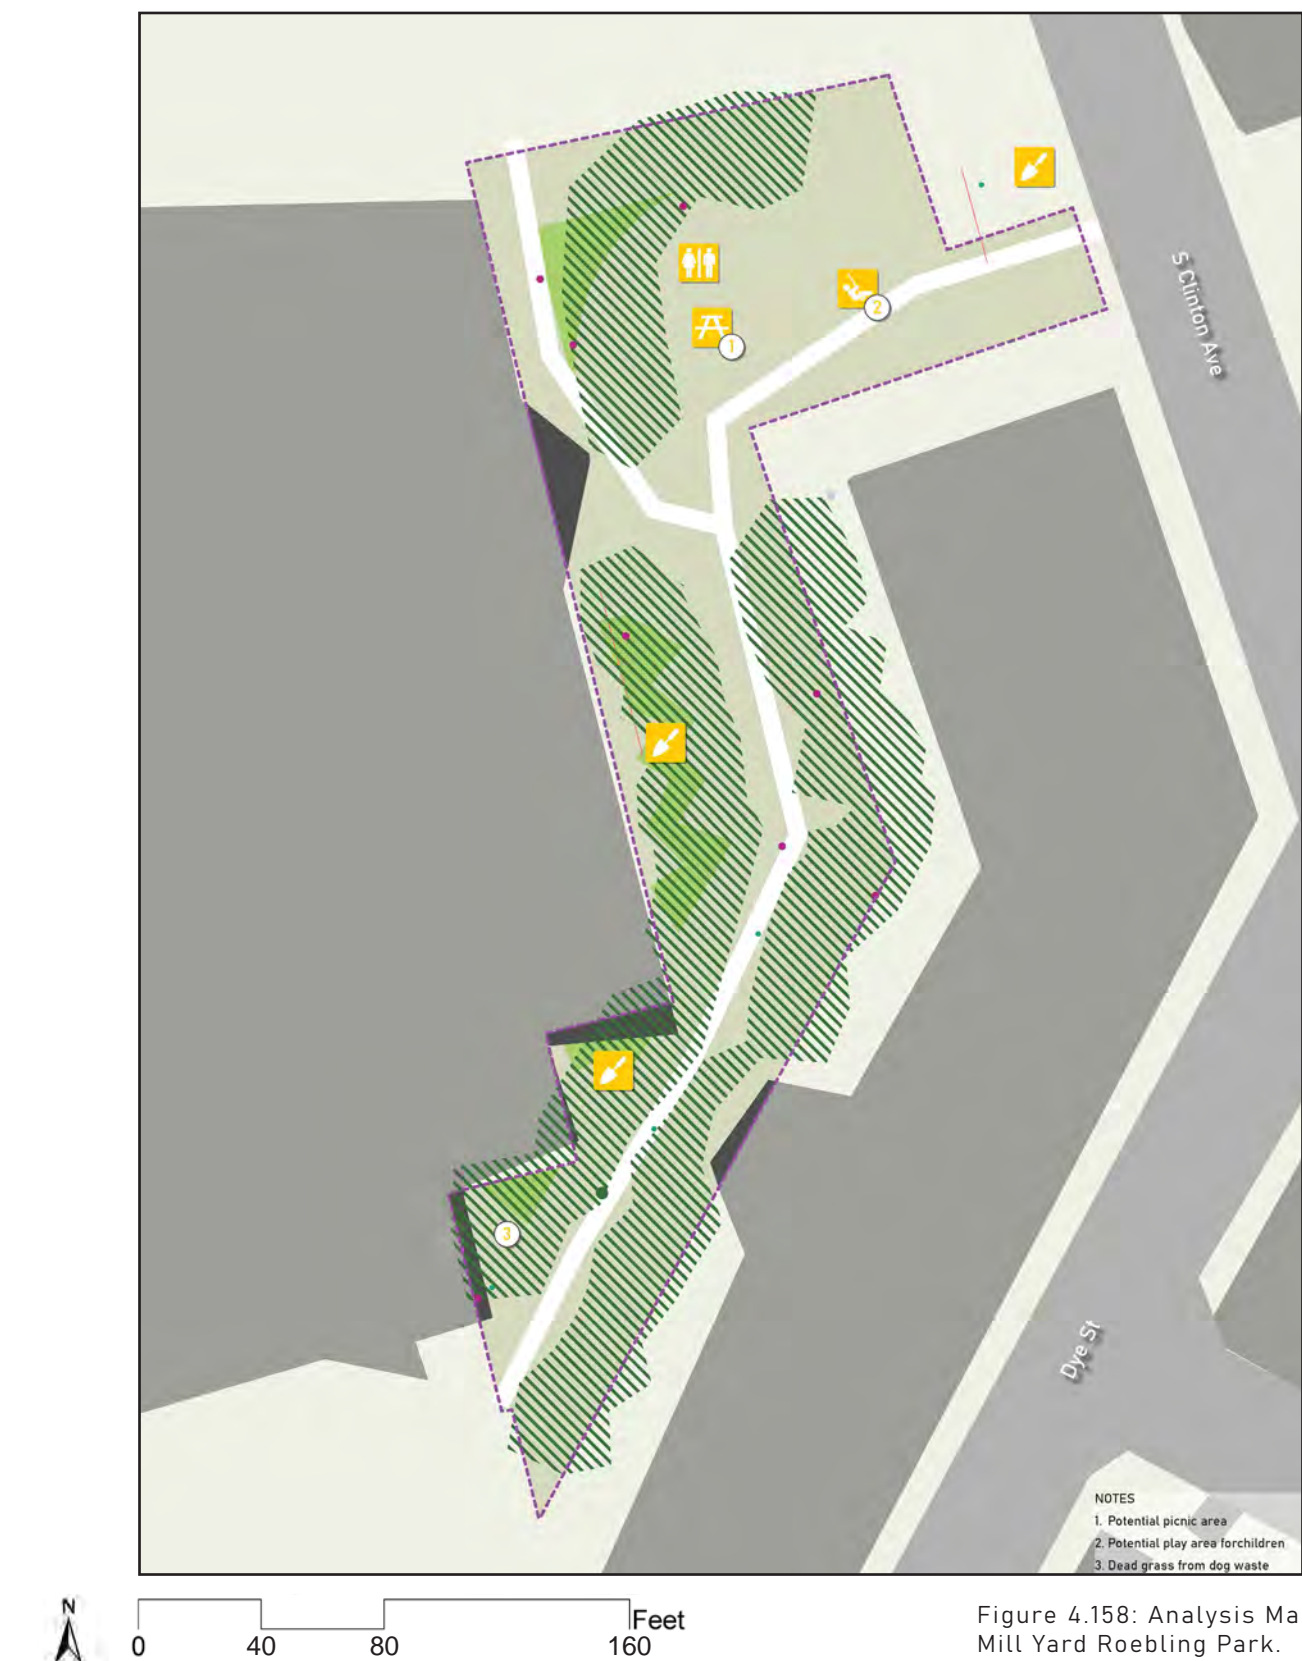 S Clinton Ave
2
1
3
Dye St
NOTES
1. Potential picnic area
2. Potential play area forchildren
3. Dead grass from dog waste
N
Feet
0 40 80 160
Figure 4.158: Analysis Ma
Mill Yard Roebling Park.